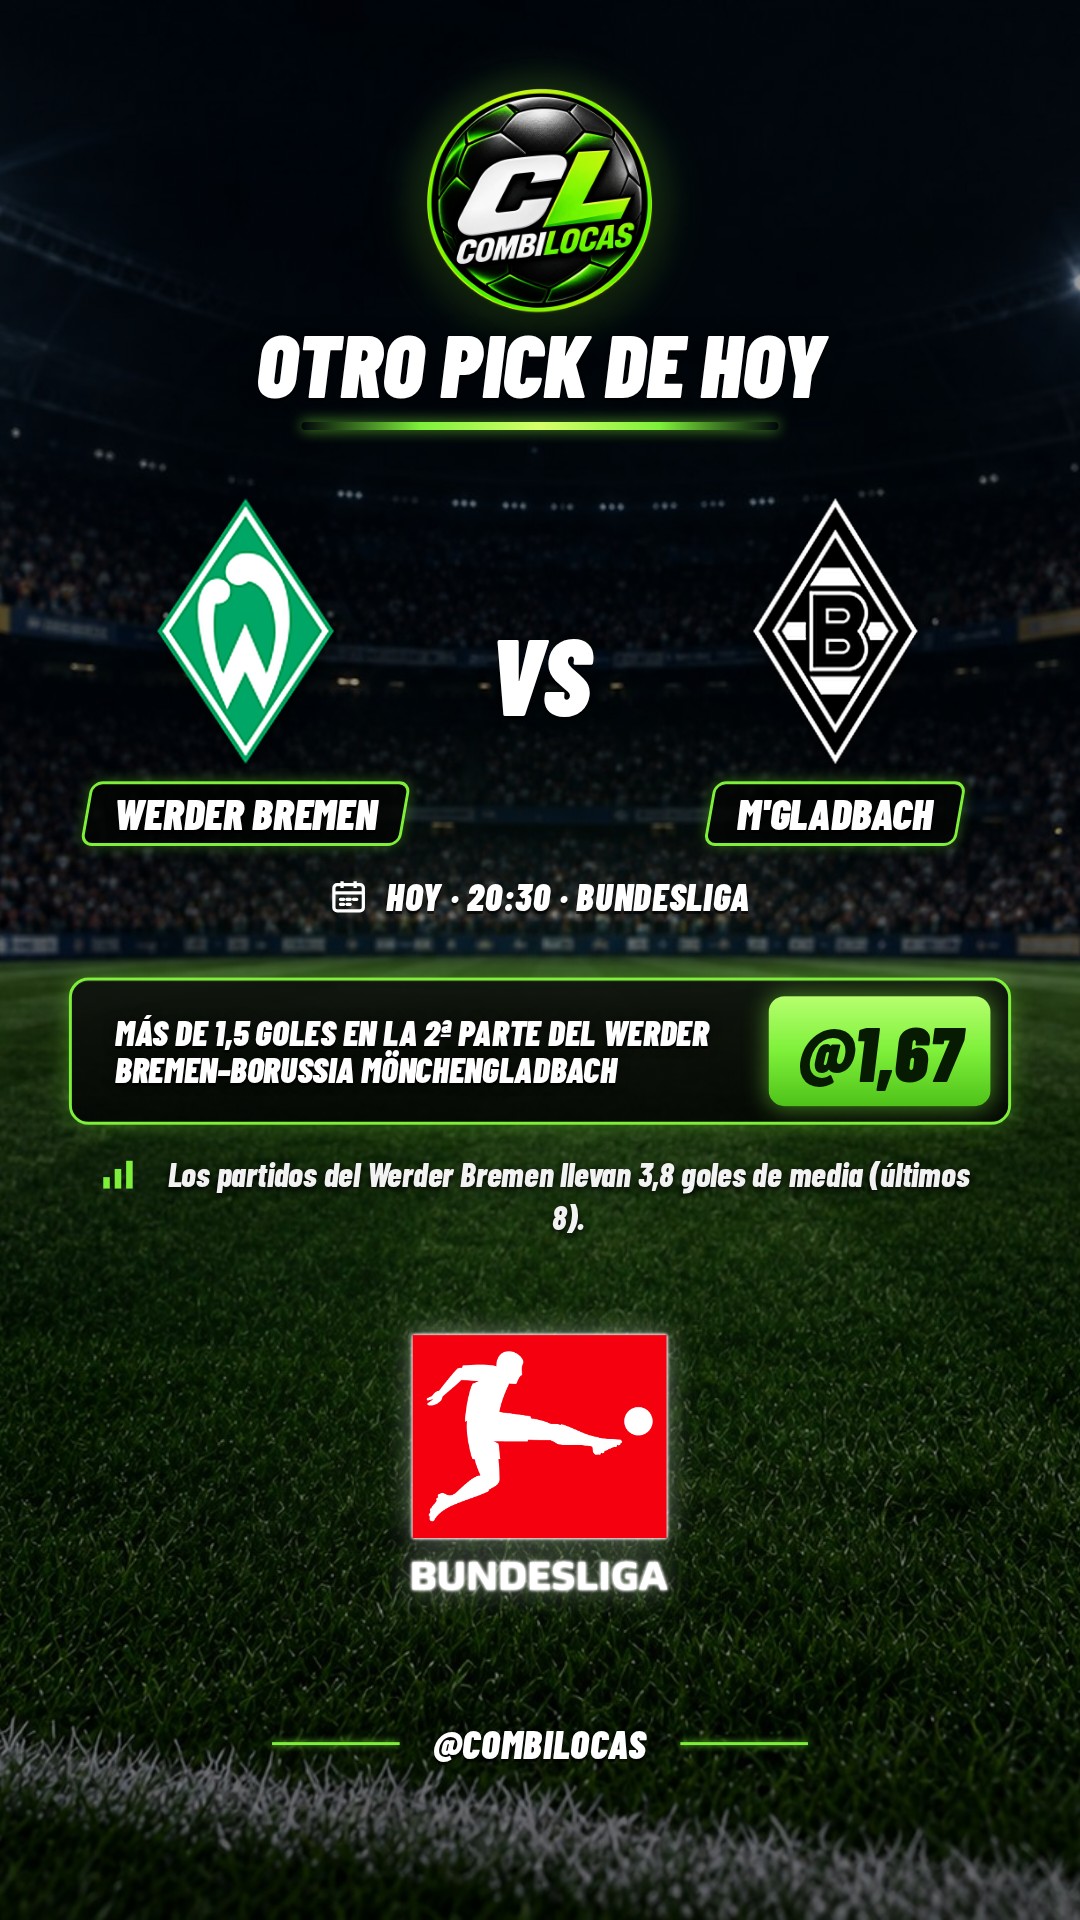 CL
COMBILOCAS
OTRO PICK DE HOY
VS
B
WERDER BREMEN
M'GLADBACH
HOY · 20:30 · BUNDESLIGA
MÁS DE 1,5 GOLES EN LA 2ª PARTE DEL WERDER
BREMEN-BORUSSIA MÖNCHENGLADBACH
@1,67
Los partidos del Werder Bremen llevan 3,8 goles de media (últimos
8).
BUNDESLIGA
@COMBILOCAS